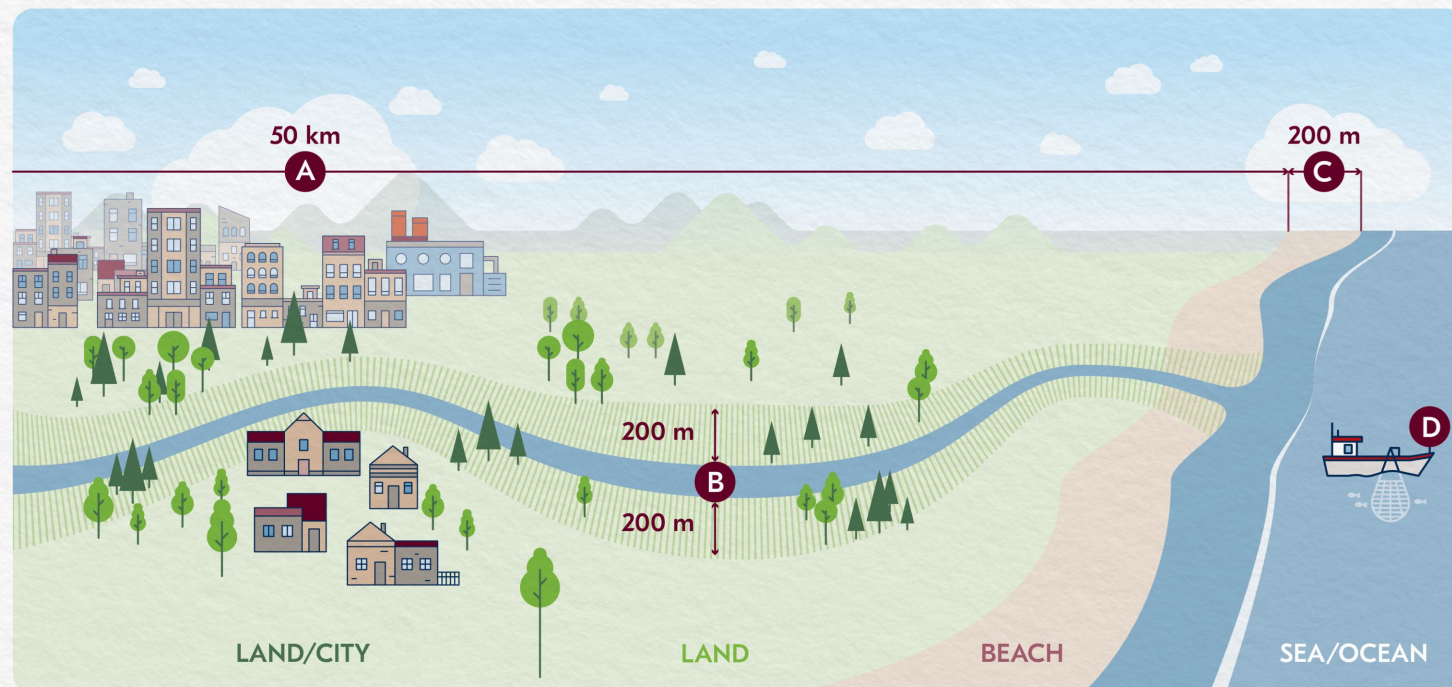 50 km
A
200 m
C
200 m
B
200 m
D
LAND/CITY
LAND
BEACH
SEA/OCEAN